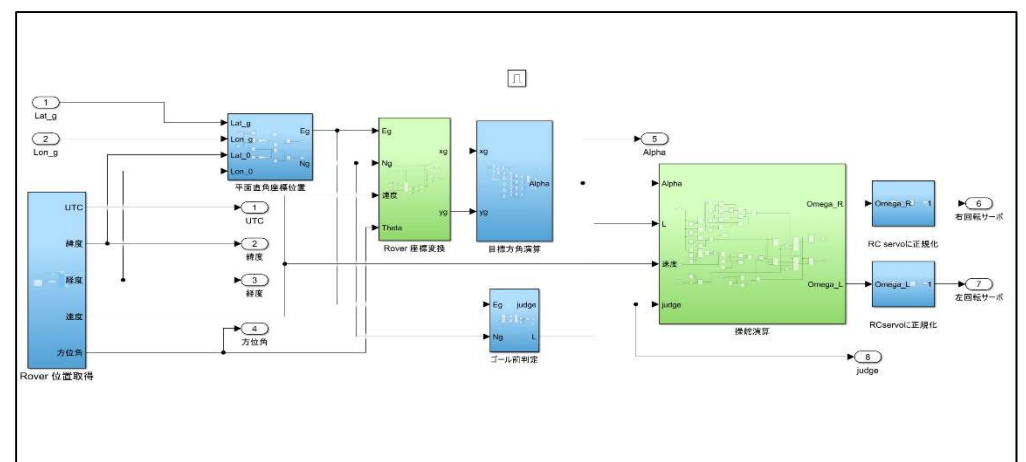 1
Lat_g
2
Lon_g
Lat_g
Lon_g
Lat_0
Lon_0
Eg
Ng
平面直角座標位置
UTC
緯度
経度
速度
方位角
Rover 位置取得
1
UTC
2
緯度
3
経度
4
方位角
Eg
Ng
速度
Theta
xg
yg
Rover 座標変換
xg
yg
Alpha
目標方角演算
Eg
Ng
judge
L
ゴール前判定
5
Alpha
Alpha
L
速度
judge
Omega_R
Omega_L
操舵演算
Omega_R
1
RC servoに正規化
Omega_L
1
RCservoに正規化
6
右回転サーボ
7
左回転サーボ
8
judge